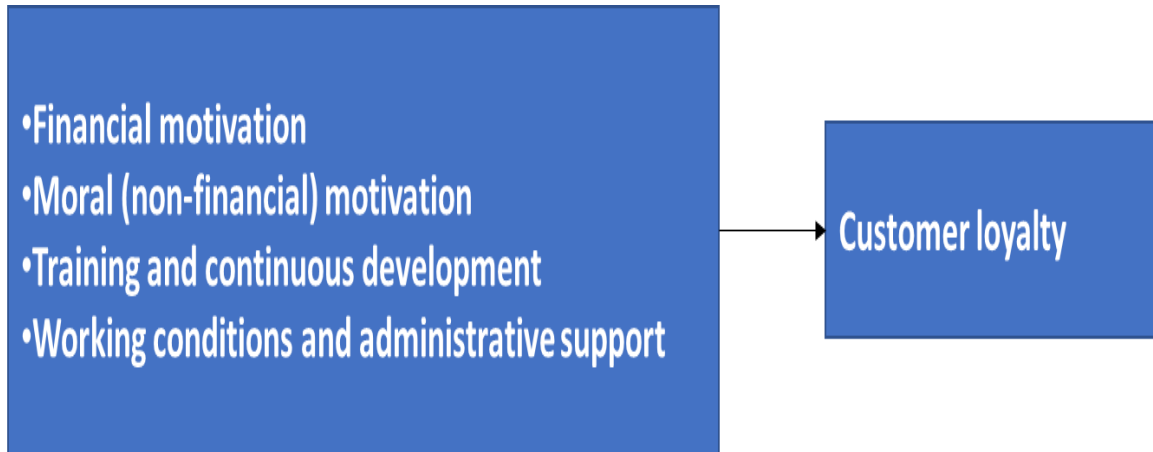 •Financial motivation
•Moral (non-financial) motivation
•Training and continuous development
•Working conditions and administrative support
Customer loyalty